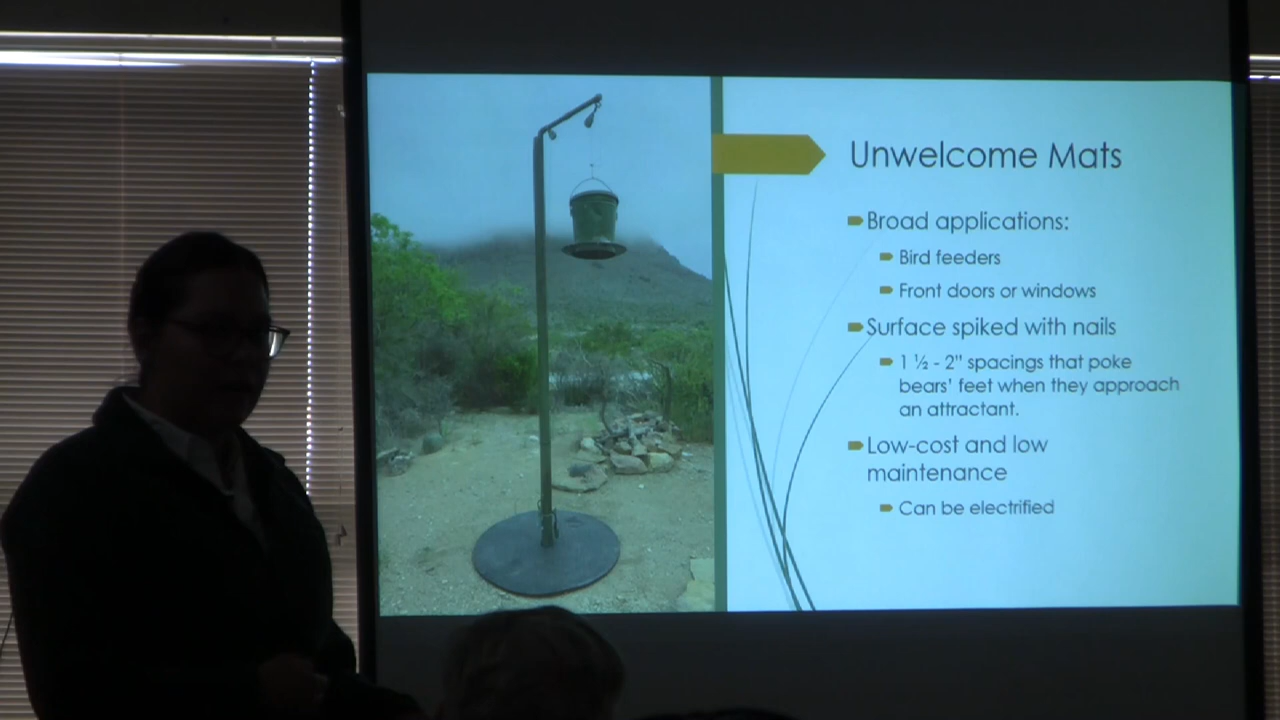 Unwelcome Mats
Broad applications:
Bird feeders
Front doors or windows
Surface spiked with nails
1 ½ - 2" spacings that poke
bears' feet when they approach
an attractant.
Low-cost and low
maintenance
Can be electrified